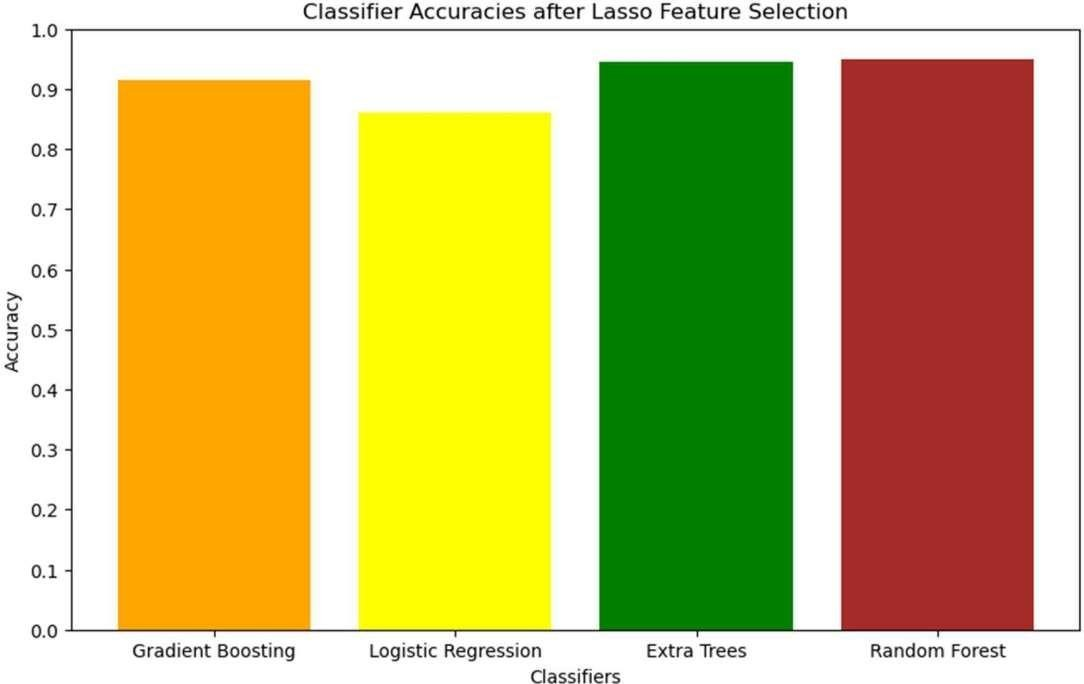 Classifier Accuracies after Lasso Feature Selection
1.0
0.9
0.8
0.7
0.6
0.5
0.4
0.3
0.2
0.1
0.0
Accuracy
Gradient Boosting Logistic Regression Extra Trees Random Forest
Classifiers